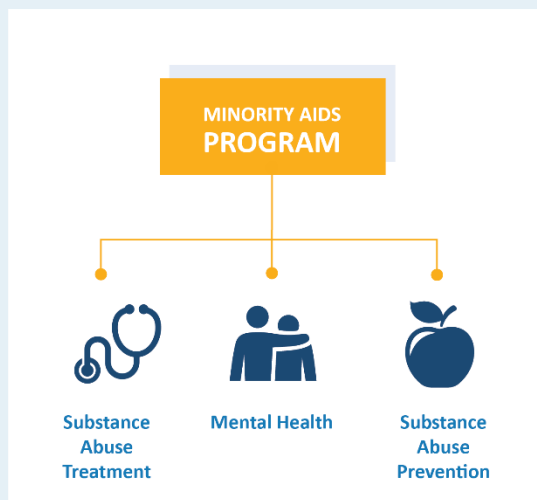 MINORITY AIDS
PROGRAM
Substance
Abuse
Treatment
Mental Health
Substance
Abuse
Prevention